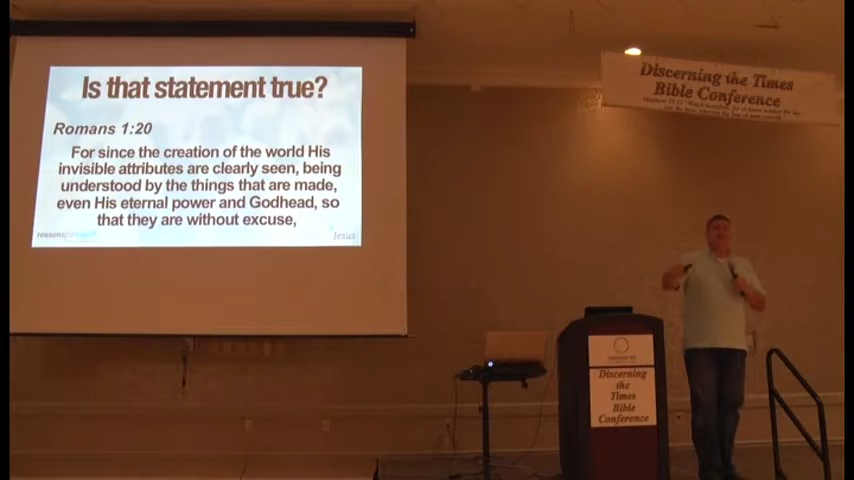 Is that statement true?
Romans 1:20
For since the creation of the world His
invisible attributes are clearly seen, being
understood by the things that are made,
even His eternal power and Godhead, so
that they are without excuse,
Jesus
Discerning the Times
Bible Conference
Discerning
the
Times
Bible
Conference